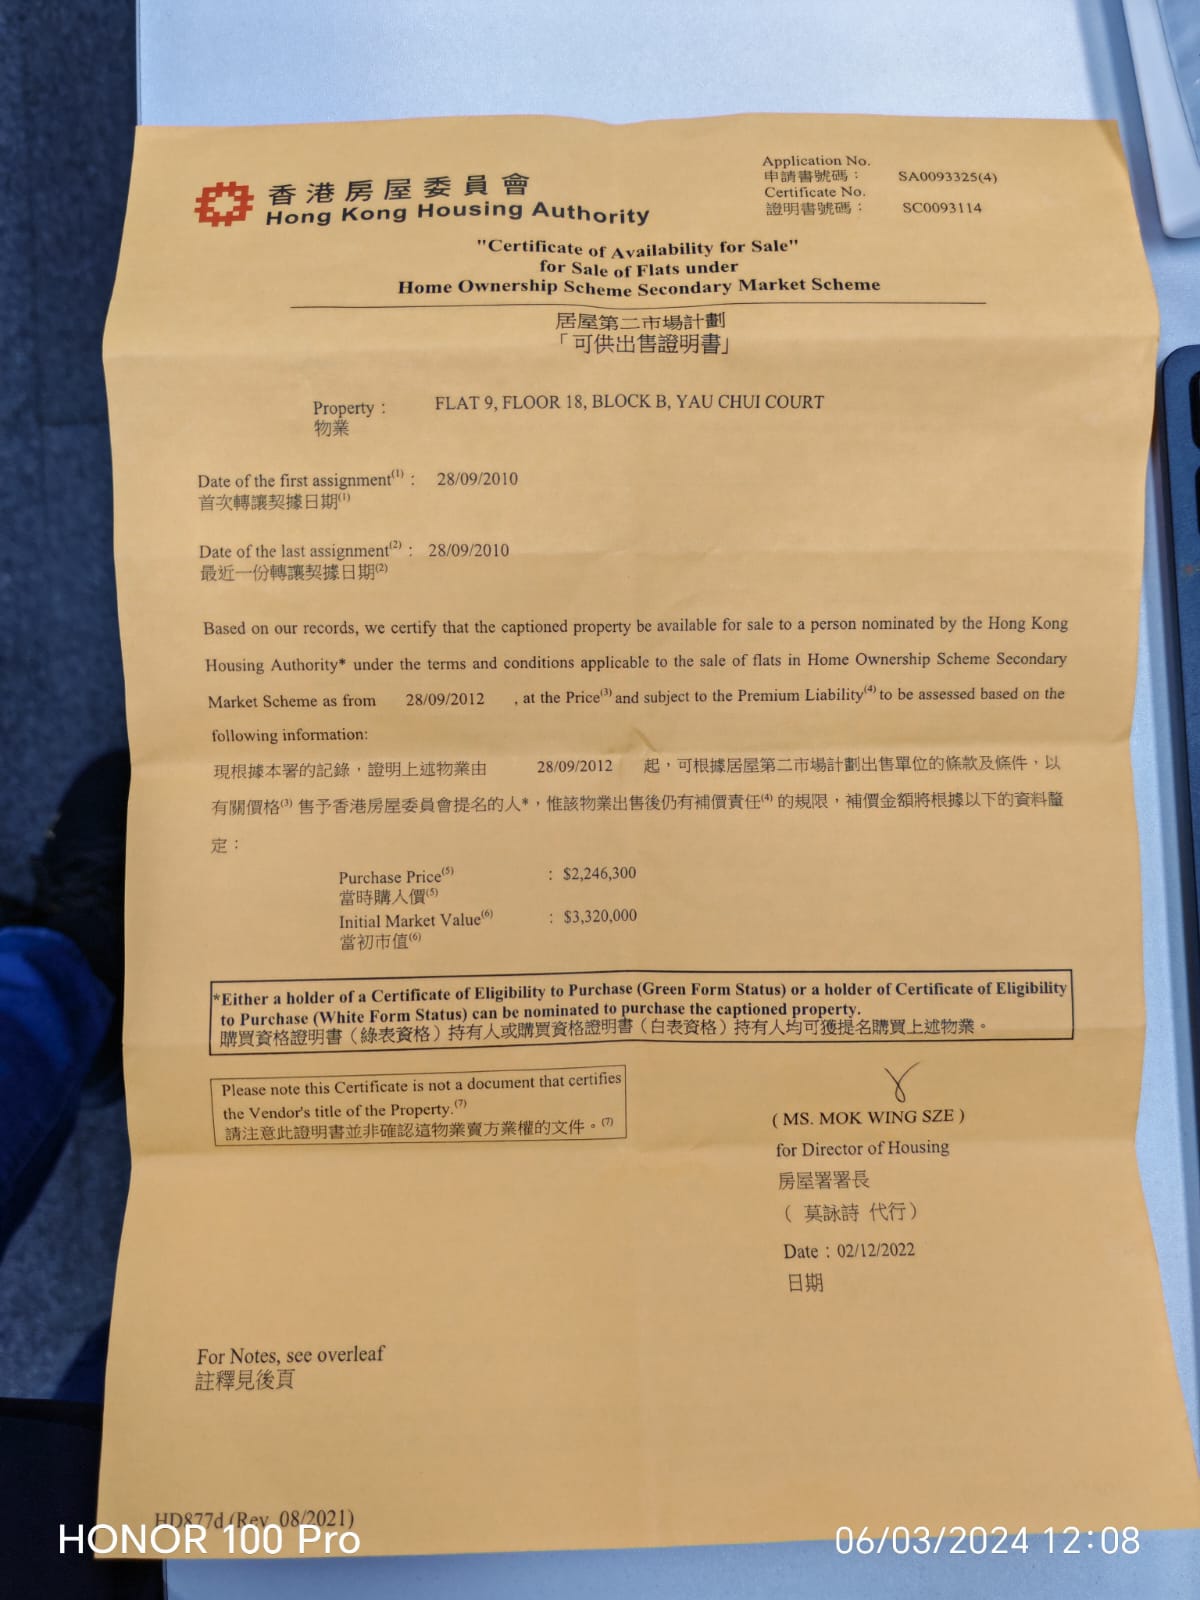 香港房屋委員會
Hong Kong Housing Authority
Application No.
申請書號碼： SA0093325(4)
Certificate No.
證明書號碼： SC0093114
"Certificate of Availability for Sale"
for Sale of Flats under
Home Ownership Scheme Secondary Market Scheme
居屋第二市場計劃
「可供出售證明書」
Property : FLAT 9, FLOOR 18, BLOCK B, YAU CHUI COURT
物業
Date of the first assignment(1) : 28/09/2010
首次轉讓契據日期(1)
Date of the last assignment(2) : 28/09/2010
最近一份轉讓契據日期(2)
Based on our records, we certify that the captioned property be available for sale to a person nominated by the Hong Kong
Housing Authority* under the terms and conditions applicable to the sale of flats in Home Ownership Scheme Secondary
Market Scheme as from 28/09/2012 , at the Price(3) and subject to the Premium Liability(4) to be assessed based on the
following information:
現根據本署的記錄，證明上述物業由 28/09/2012 起，可根據居屋第二市場計劃出售單位的條款及條件，以
有關價格(3) 售予香港房屋委員會提名的人*，惟該物業出售後仍有補價責任(4) 的規限，補價金額將根據以下的資料釐
定：
Purchase Price(5) : $2,246,300
當時購入價(5)
Initial Market Value(6) : $3,320,000
當初市值(6)
*Either a holder of a Certificate of Eligibility to Purchase (Green Form Status) or a holder of Certificate of Eligibility
to Purchase (White Form Status) can be nominated to purchase the captioned property.
購買資格證明書（綠表資格）持有人或購買資格證明書（白表資格）持有人均可獲提名購買上述物業。
Please note this Certificate is not a document that certifies
the Vendor's title of the Property.(7)
請注意此證明書並非確認這物業賣方業權的文件。(7)
( MS. MOK WING SZE )
for Director of Housing
房屋署署長
（ 莫詠詩 代行）
Date : 02/12/2022
日期
For Notes, see overleaf
註釋見後頁
HD877d (Rev. 08/2021)
HONOR 100 Pro
06/03/2024 12:08